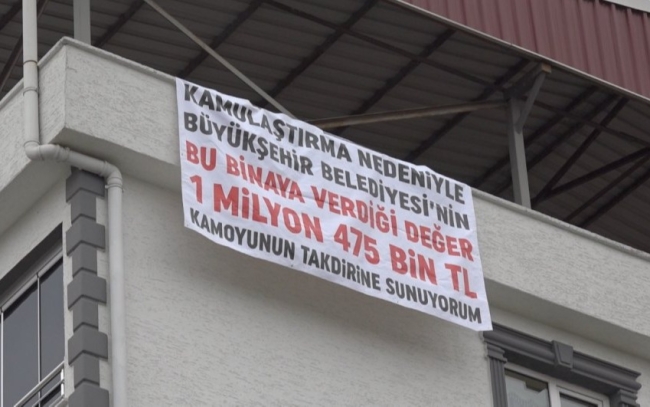 KAMULAŞTIRMA NEDENİYLE
BÜYÜKŞEHİR BELEDİYESİ'NİN
BU BİNAYA VERDİĞİ DEĞER
1 MİLYON 475 BİN TL
KAMOYUNUN TAKDİRİNE SUNUYORUM